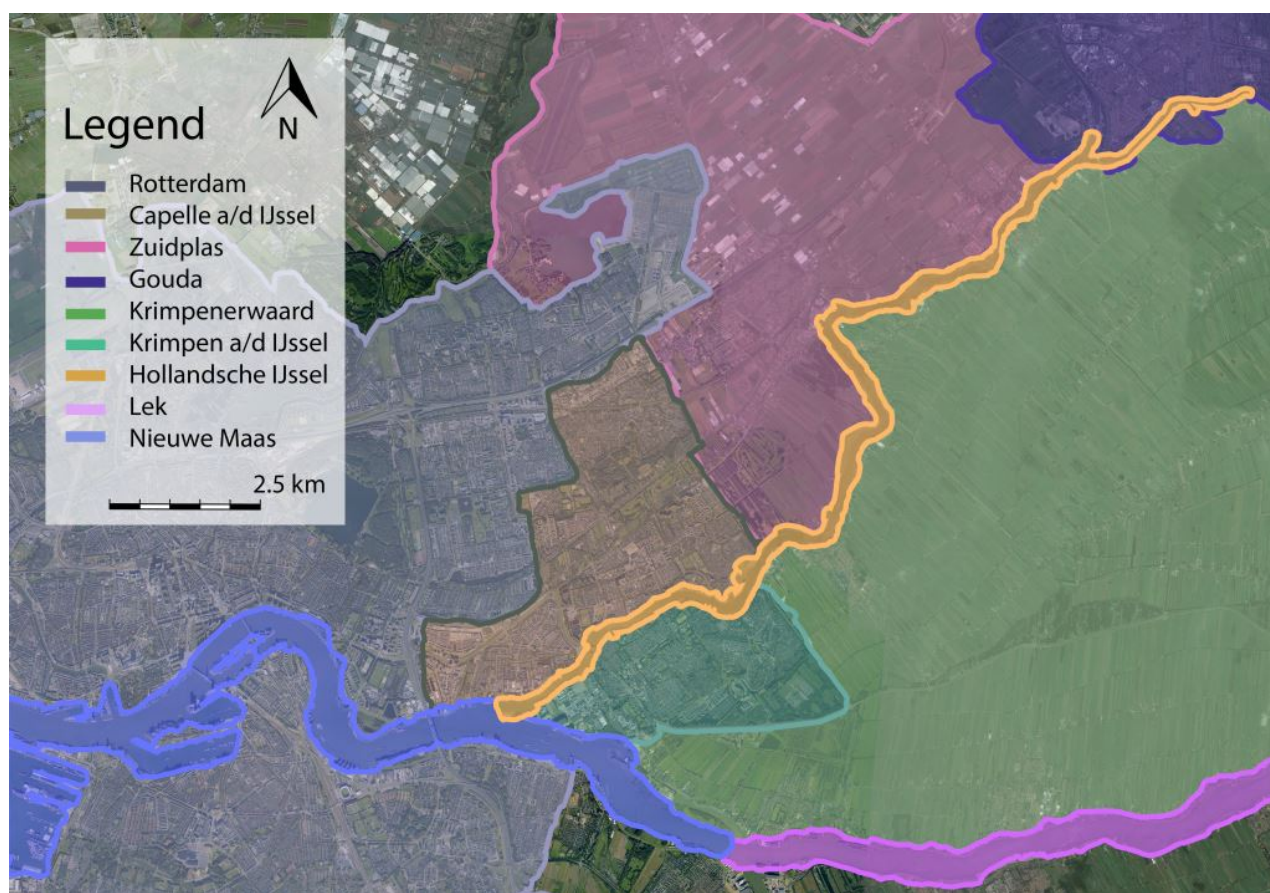 N
Legend
Rotterdam
Capelle a/d IJssel
Zuidplas
Gouda
Krimpenerwaard
Krimpen a/d IJssel
Hollandsche IJssel
Lek
Nieuwe Maas
2.5 km